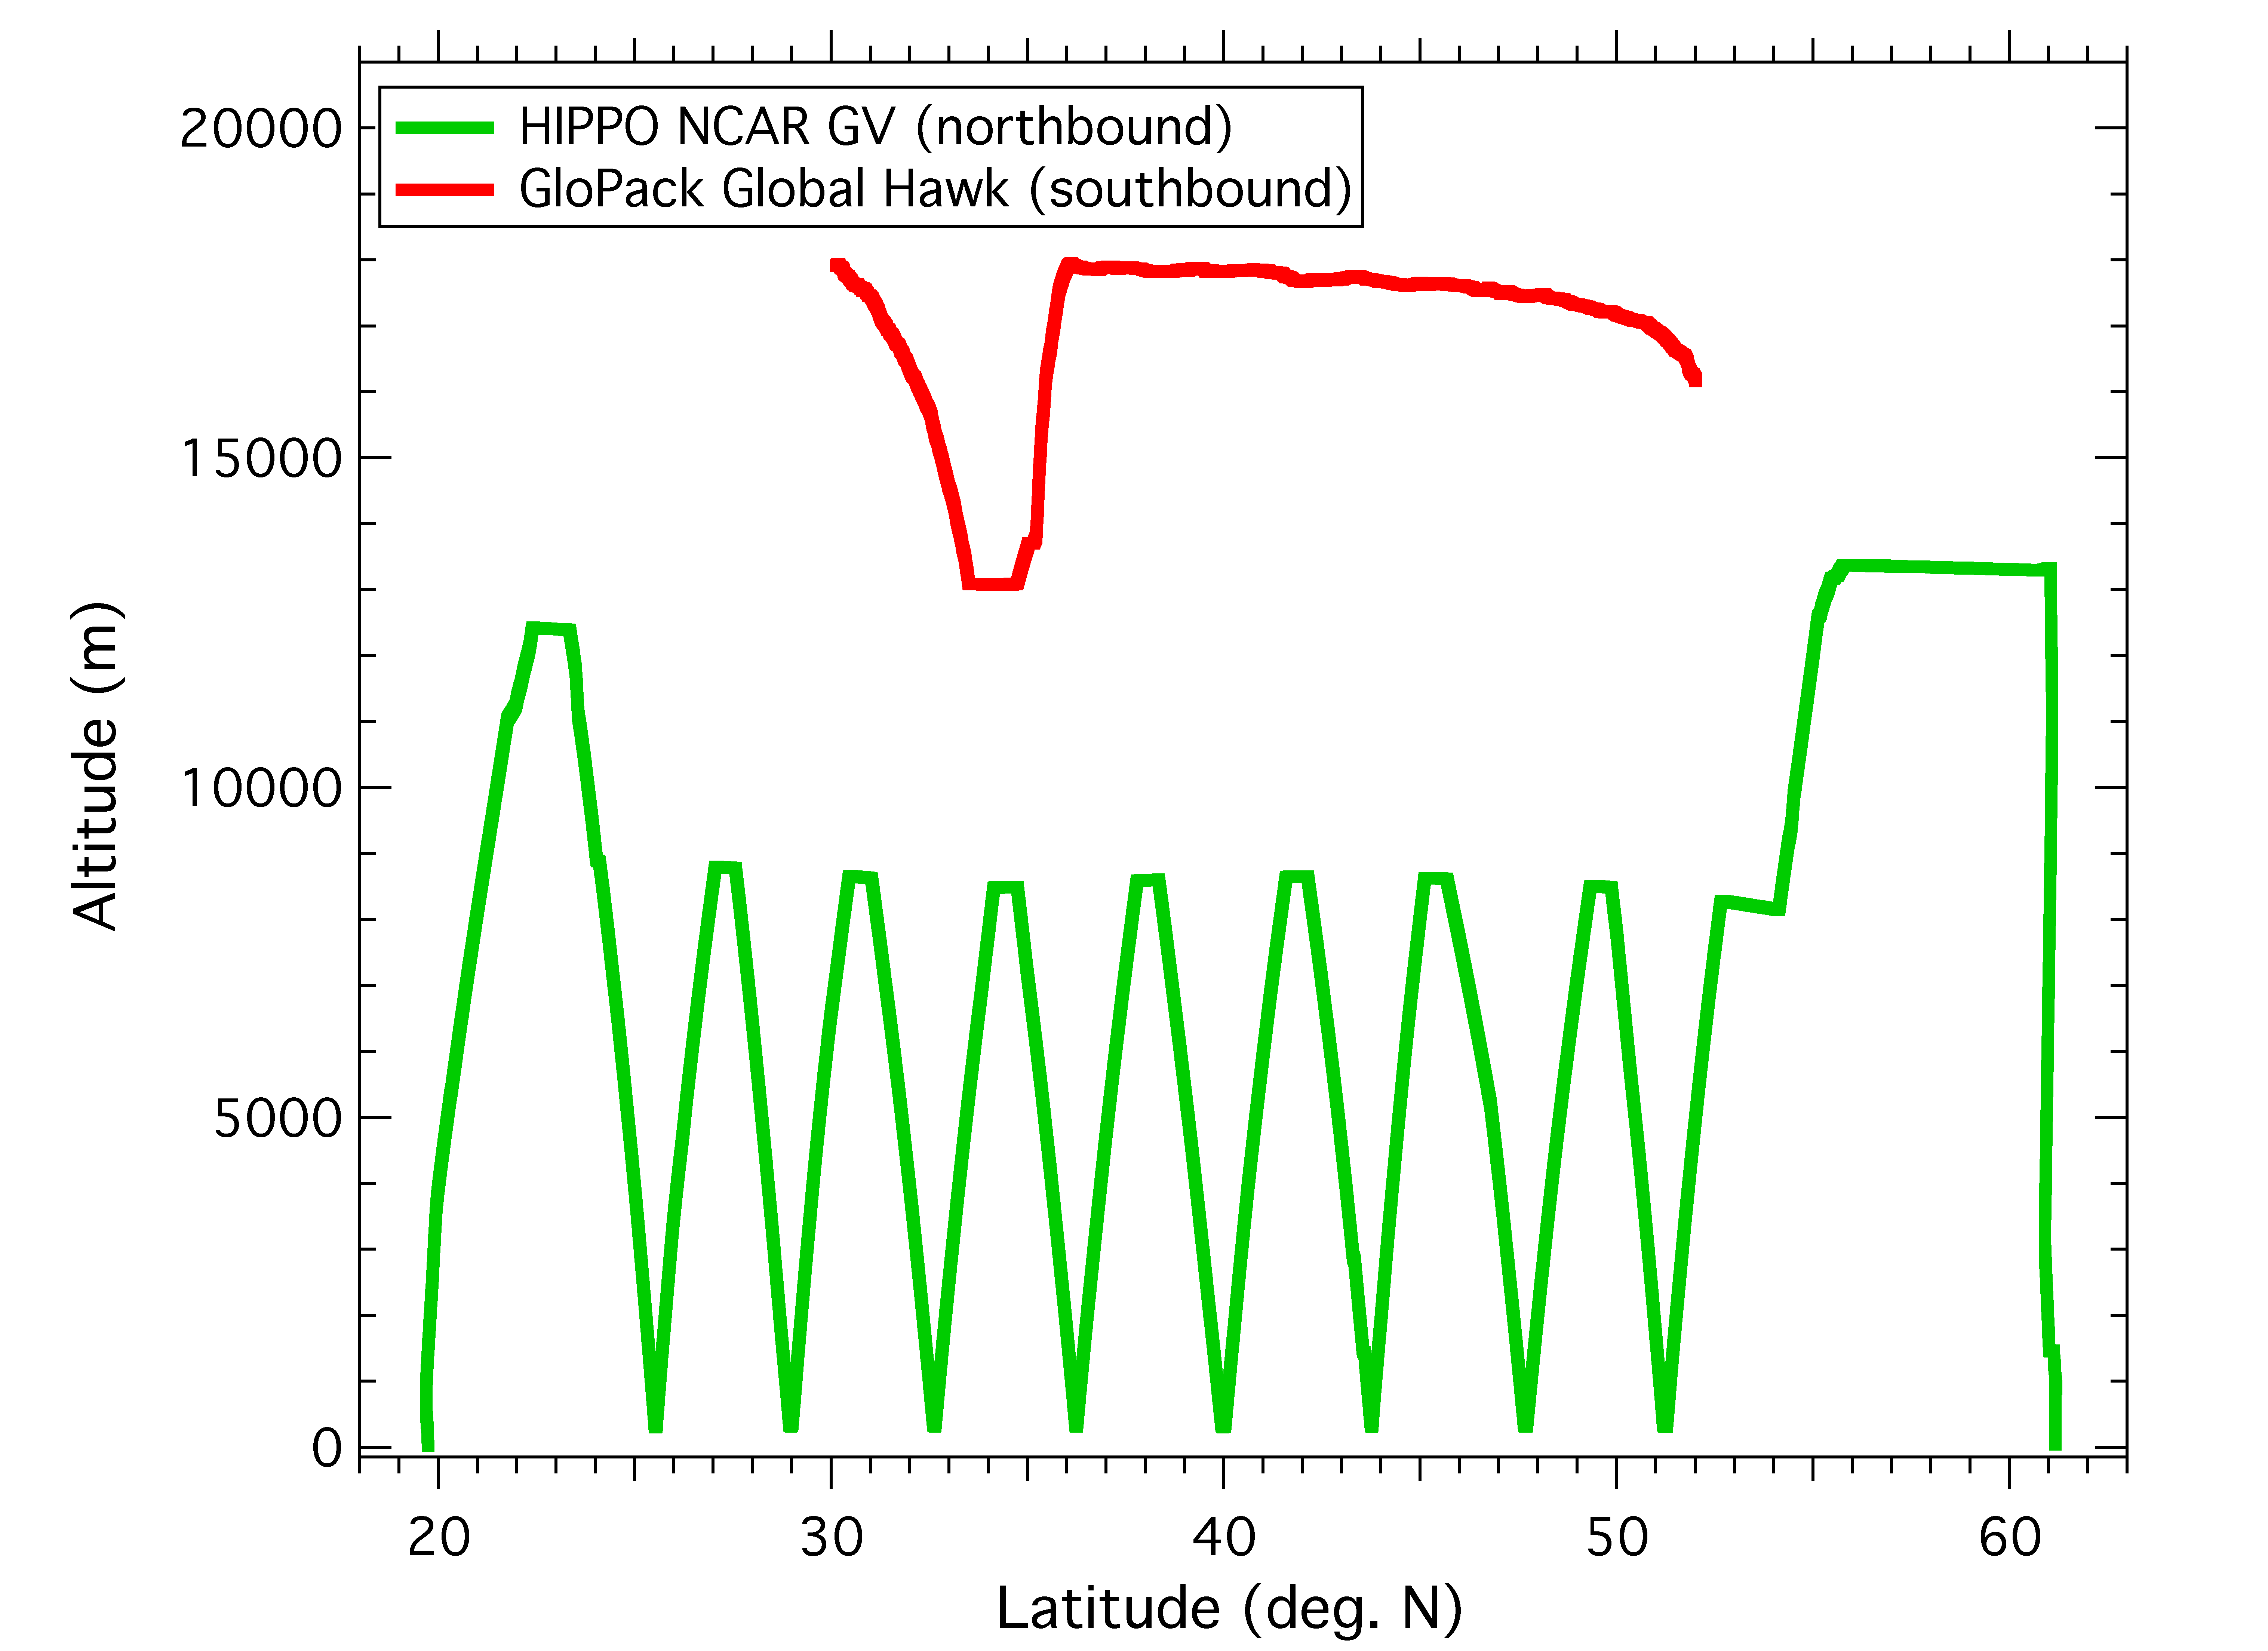 HIPPO NCAR GV (northbound)
GloPack Global Hawk (southbound)
20000
15000
10000
5000
0
Altitude (m)
20 30 40 50 60
Latitude (deg. N)